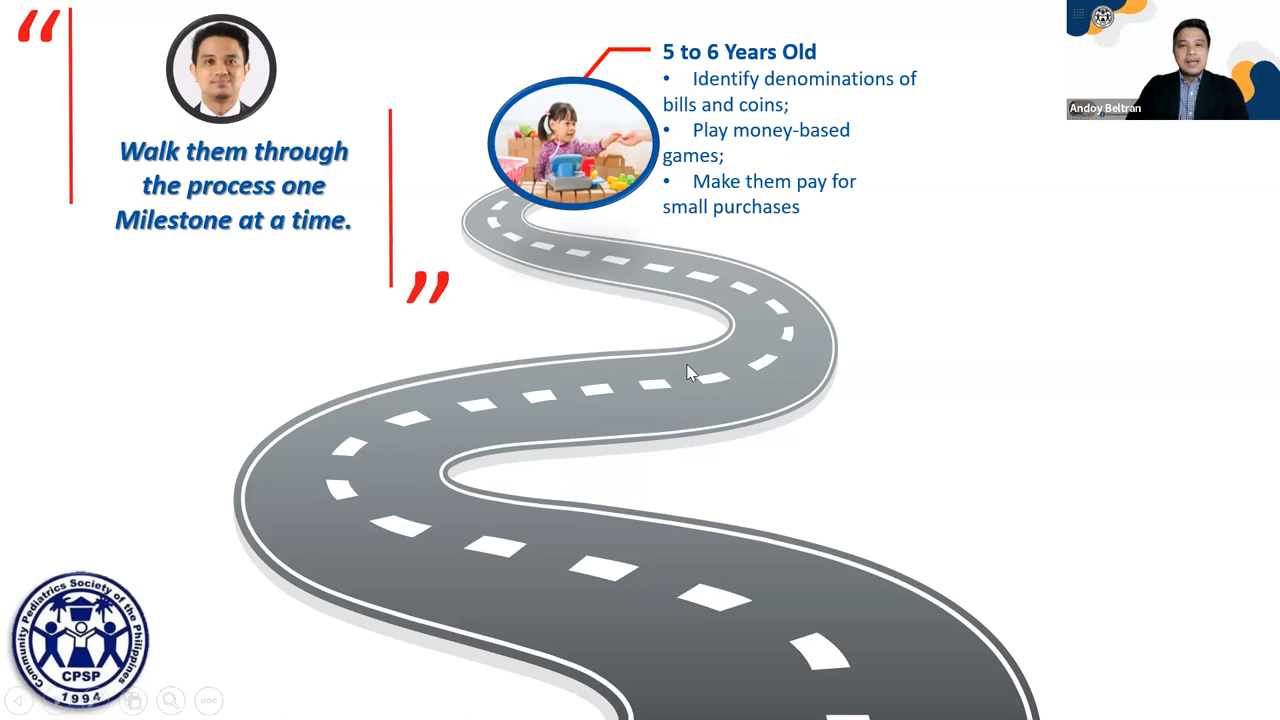 “
Walk them through
the process one
Milestone at a time.
”
5 to 6 Years Old
• Identify denominations of
bills and coins;
• Play money-based
games;
• Make them pay for
small purchases
Andoy Beltran
Community Pediatrics Society of the Philippines
CPSP
1994